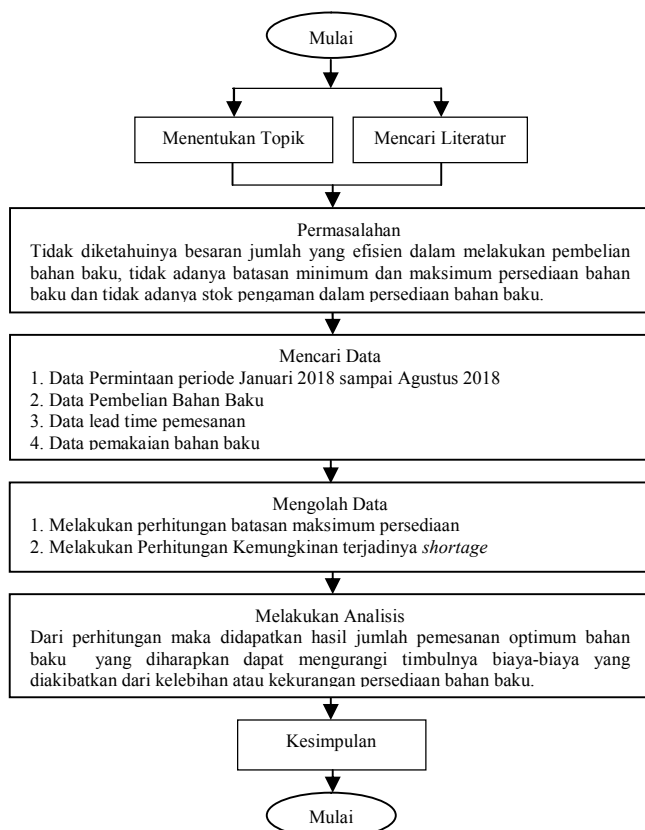 Mulai
Menentukan Topik
Mencari Literatur
Permasalahan
Tidak diketahuinya besaran jumlah yang efisien dalam melakukan pembelian
bahan baku, tidak adanya batasan minimum dan maksimum persediaan bahan
baku dan tidak adanya stok pengaman dalam persediaan bahan baku.
Mencari Data
1. Data Permintaan periode Januari 2018 sampai Agustus 2018
2. Data Pembelian Bahan Baku
3. Data lead time pemesanan
4. Data pemakaian bahan baku
Mengolah Data
1. Melakukan perhitungan batasan maksimum persediaan
2. Melakukan Perhitungan Kemungkinan terjadinya shortage
Melakukan Analisis
Dari perhitungan maka didapatkan hasil jumlah pemesanan optimum bahan
baku yang diharapkan dapat mengurangi timbulnya biaya-biaya yang
diakibatkan dari kelebihan atau kekurangan persediaan bahan baku.
Kesimpulan
Mulai